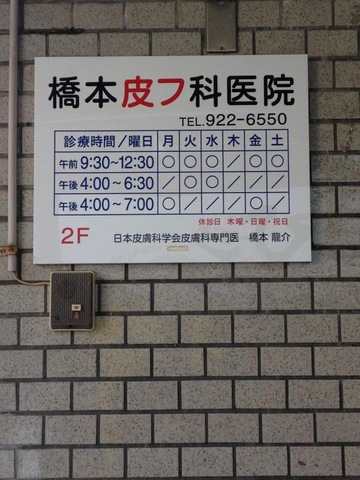 橋本皮フ科医院
TEL.922-6550
診療時間/曜日 月 火 水 木 金 土
午前 9:30~12:30 ○ ○ ○ / ○ ○
午後 4:00~6:30 / ○ ○ / ○ /
午後 4:00~7:00 ○ / / / ○ /
休診日 木曜・日曜・祝日
2F 日本皮膚科学会皮膚科専門医 橋本 龍介